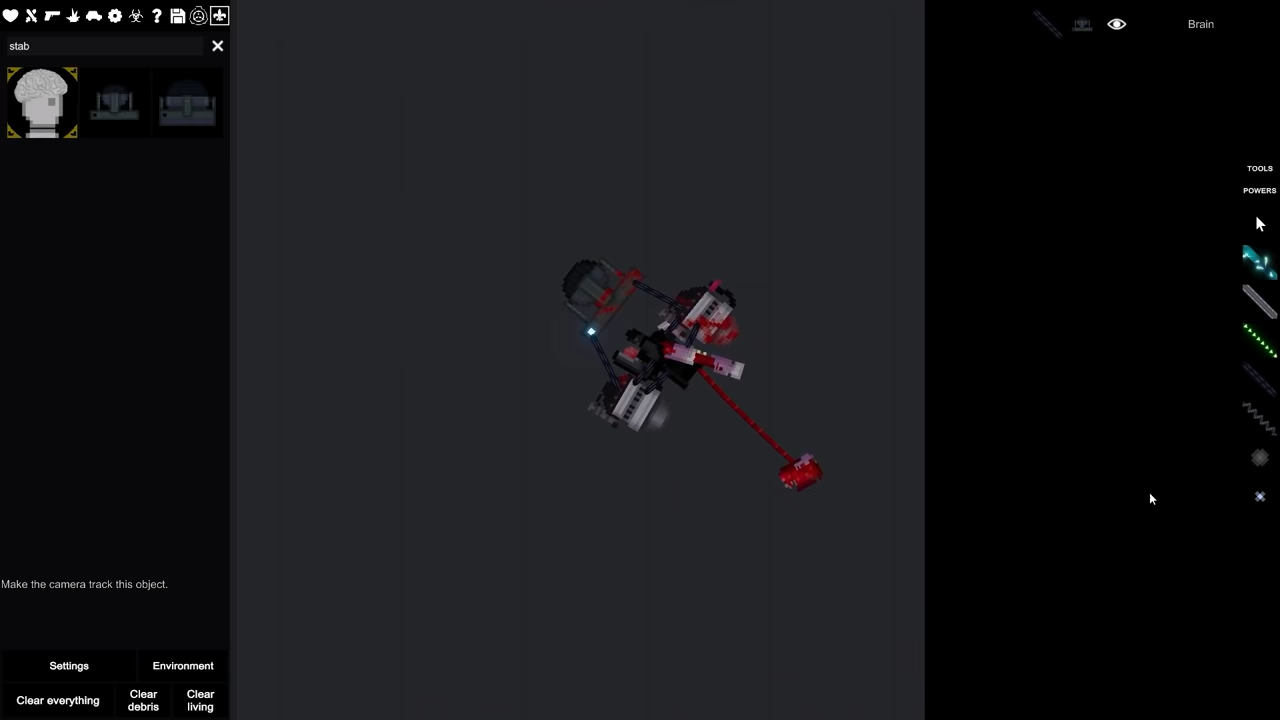 stab
Brain
TOOLS
POWERS
Make the camera track this object.
Settings
Environment
Clear everything
Clear
debris
Clear
living